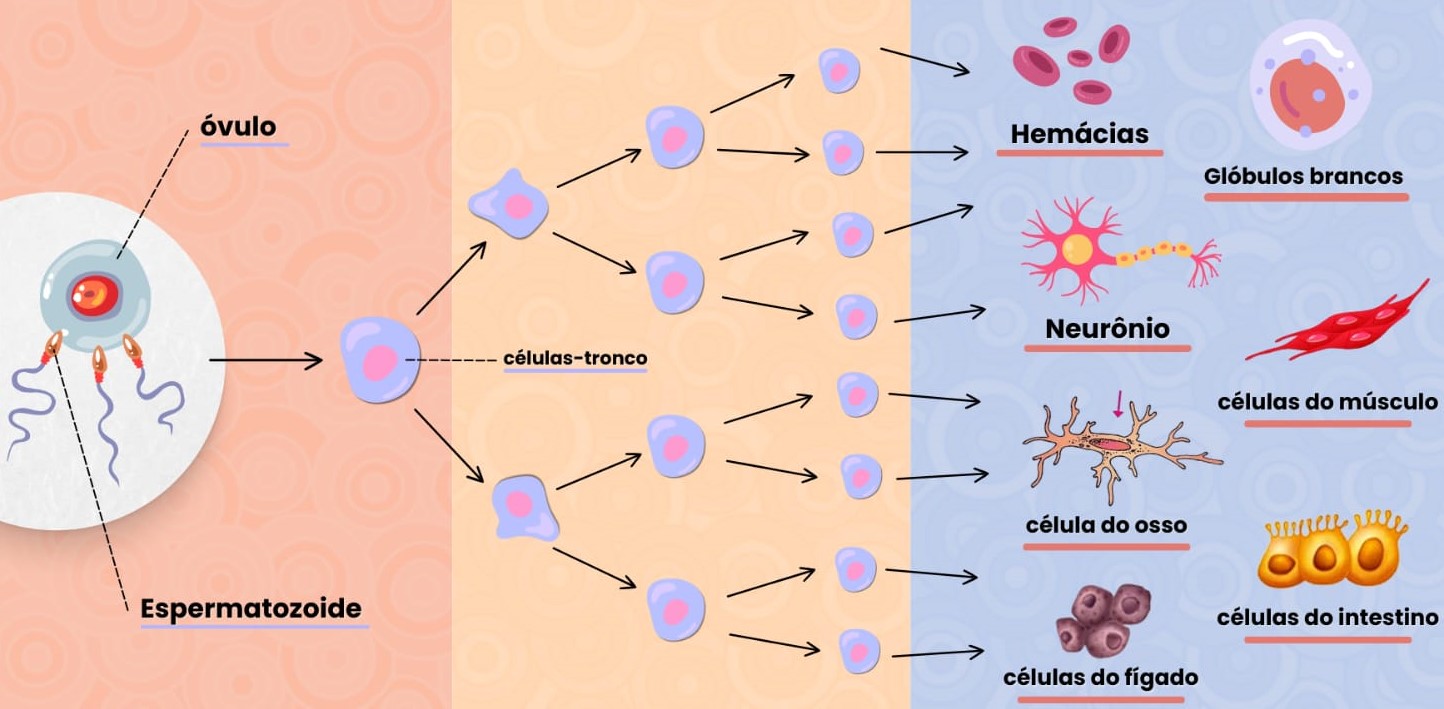 óvulo
Espermatozoide
células-tronco
Hemácias
Glóbulos brancos
Neurônio
células do músculo
célula do osso
células do intestino
células do fígado